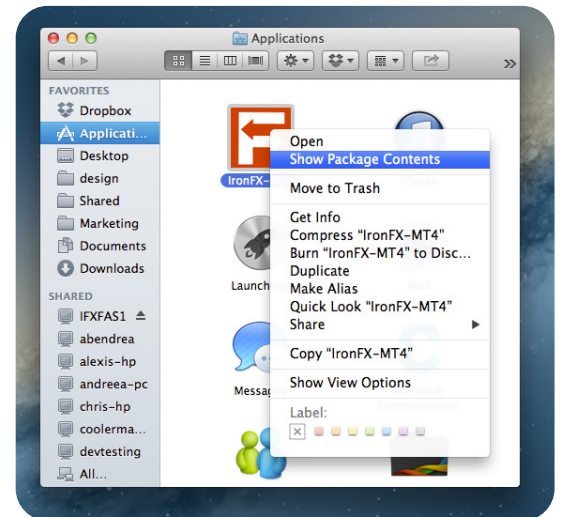 Applications
FAVORITES
Dropbox
Applicati...
Desktop
design
Shared
Marketing
Documents
Downloads
SHARED
IFXFAS1
abendrea
alexis-hp
andreea-pc
chris-hp
coolerma...
devtesting
All...
IronFX-
Launch
Messa
Open
Show Package Contents
Move to Trash
Get Info
Compress “IronFX-MT4”
Burn “IronFX-MT4” to Disc...
Duplicate
Make Alias
Quick Look “IronFX-MT4”
Share
Copy “IronFX-MT4”
Show View Options
Label: